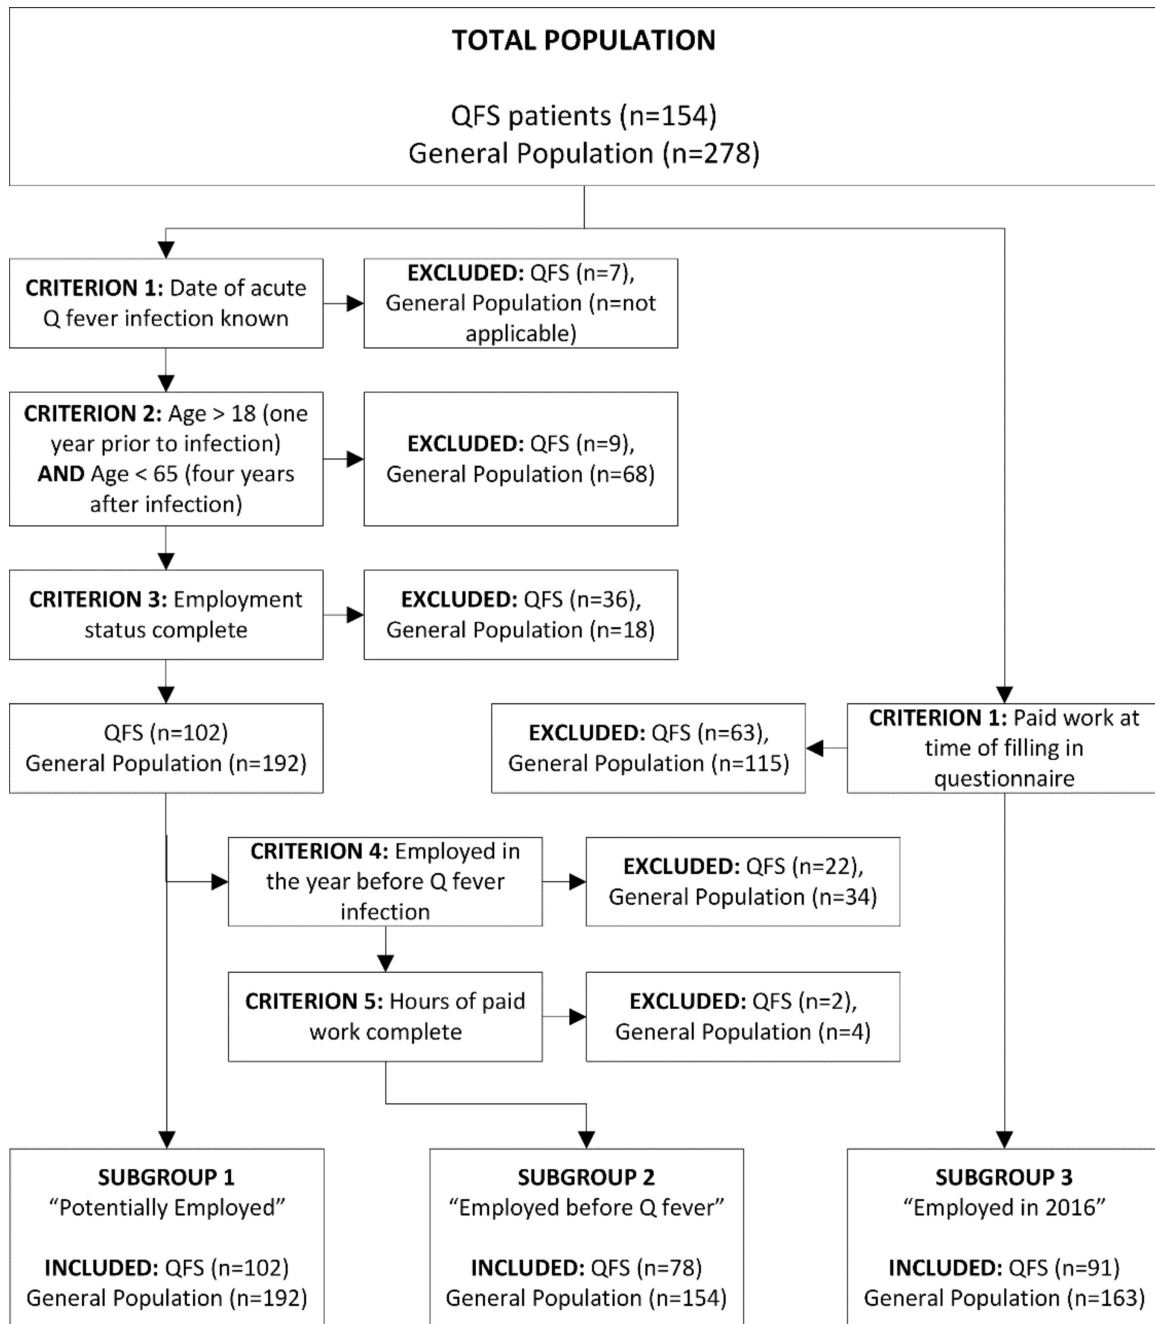 TOTAL POPULATION
QFS patients (n=154)
General Population (n=278)
CRITERION 1: Date of acute
Q fever infection known
EXCLUDED: QFS (n=7),
General Population (n=not
applicable)
CRITERION 2: Age > 18 (one
year prior to infection)
AND Age < 65 (four years
after infection)
EXCLUDED: QFS (n=9),
General Population (n=68)
CRITERION 3: Employment
status complete
EXCLUDED: QFS (n=36),
General Population (n=18)
QFS (n=102)
General Population (n=192)
EXCLUDED: QFS (n=63),
General Population (n=115)
CRITERION 1: Paid work at
time of filling in
questionnaire
CRITERION 4: Employed in
the year before Q fever
infection
EXCLUDED: QFS (n=22),
General Population (n=34)
CRITERION 5: Hours of paid
work complete
EXCLUDED: QFS (n=2),
General Population
(n=4)
SUBGROUP 1
“Potentially Employed”
INCLUDED: QFS (n=102)
General Population (n=192)
SUBGROUP 2
“Employed before Q fever”
INCLUDED: QFS (n=78)
General Population (n=154)
SUBGROUP 3
“Employed in 2016”
INCLUDED: QFS (n=91)
General Population (n=163)